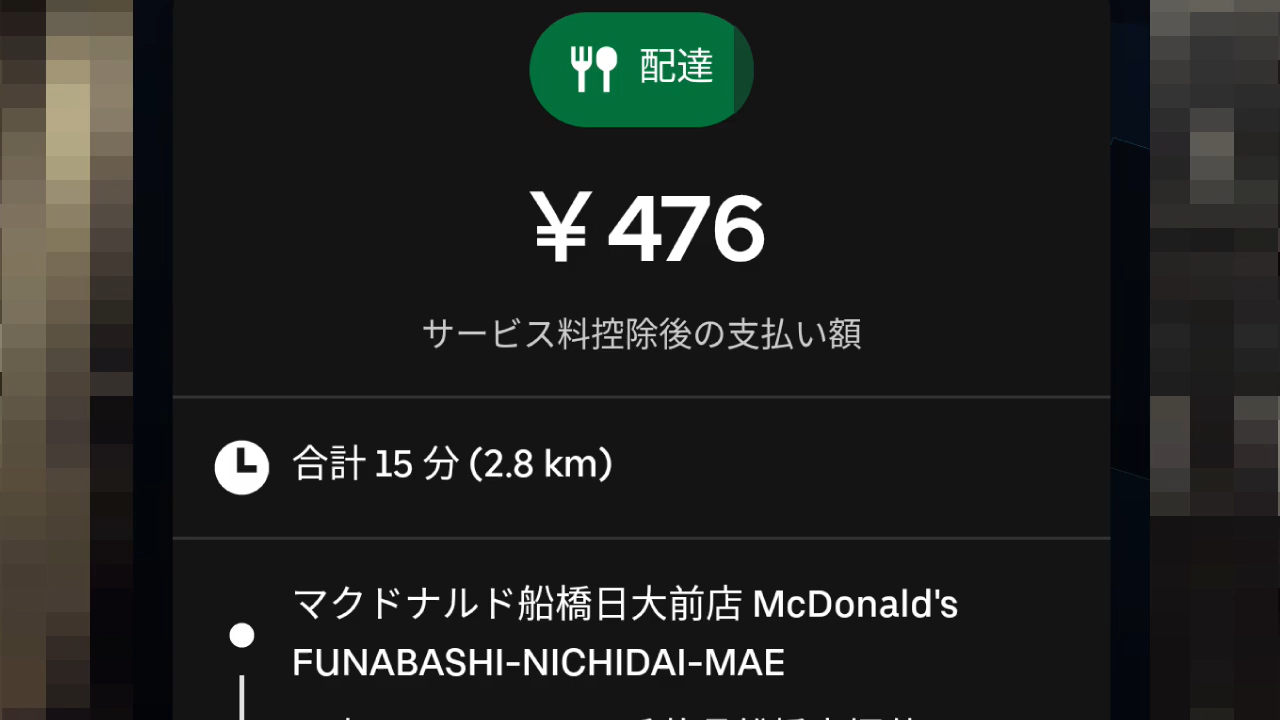 配達
¥476
サービス料控除後の支払い額
合計 15 分 (2.8 km)
マクドナルド船橋日大前店 McDonald's
FUNABASHI-NICHIDAI-MAE